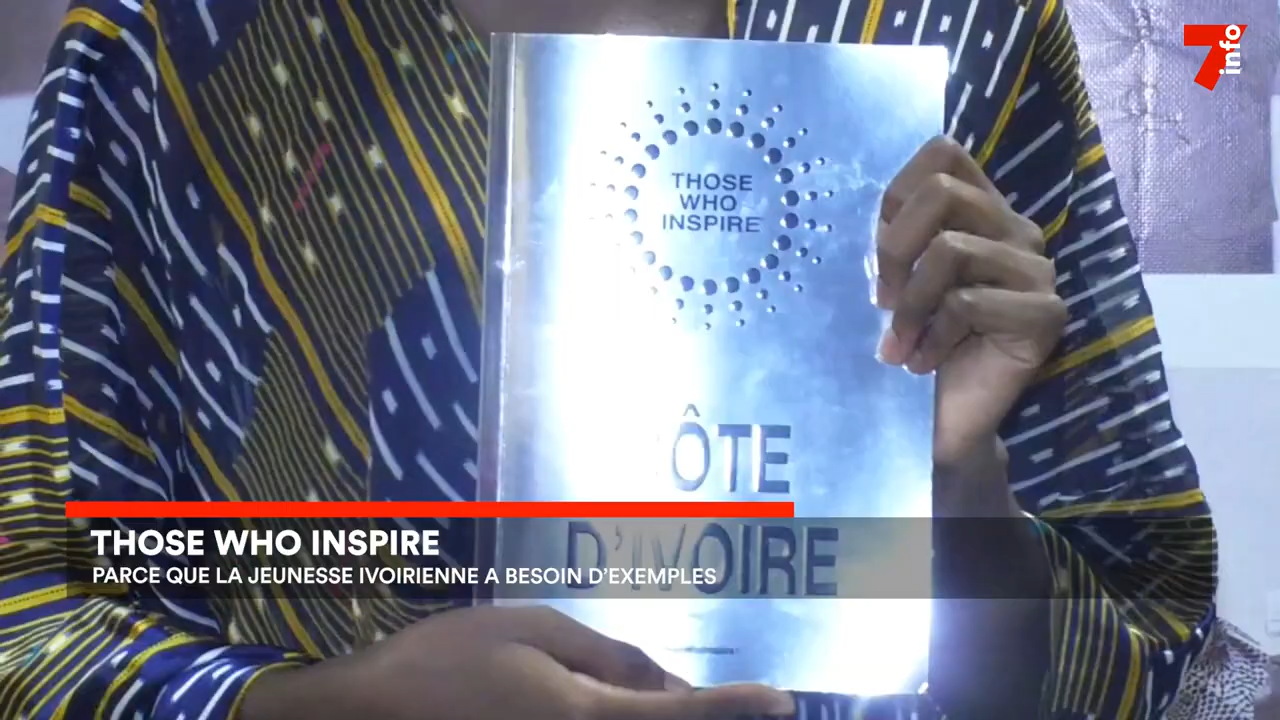 7
.info
THOSE
WHO
INSPIRE
ÔTE
D'IVOIRE
THOSE WHO INSPIRE
PARCE QUE LA JEUNESSE IVOIRIENNE A BESOIN D'EXEMPLES